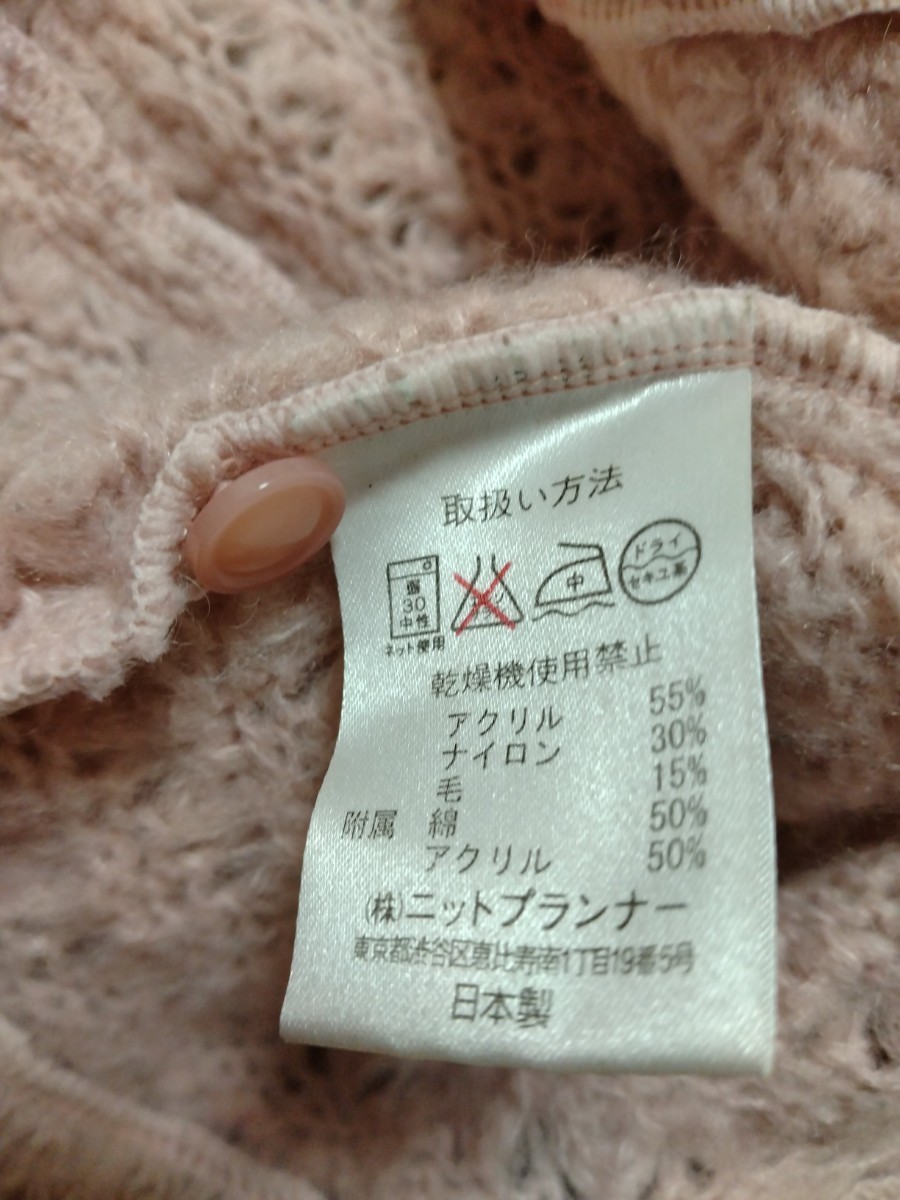 取扱い方法
弱
30
中性
ネット使用
中
ドライ
セキユ系
乾燥機使用禁止
アクリル 55%
ナイロン 30%
毛 15%
附属 綿 50%
アクリル 50%
(株)ニットプランナー
東京都渋谷区恵比寿南1丁目19番5号
日本製